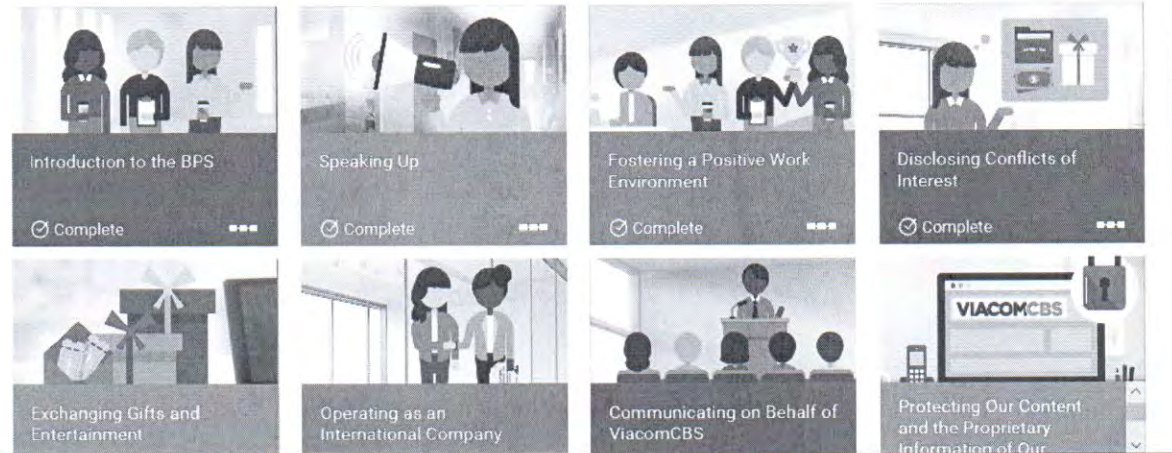 Introduction to the BPS
Complete
Speaking Up
Complete
Fostering a Positive Work
Environment
Complete
Disclosing Conflicts of
Interest
Complete
Exchanging Gifts and
Entertainment
Operating as an
International Company
Communicating on Behalf of
ViacomCBS
VIACOMCBS
Protecting Our Content
and the Proprietary
Information of Our